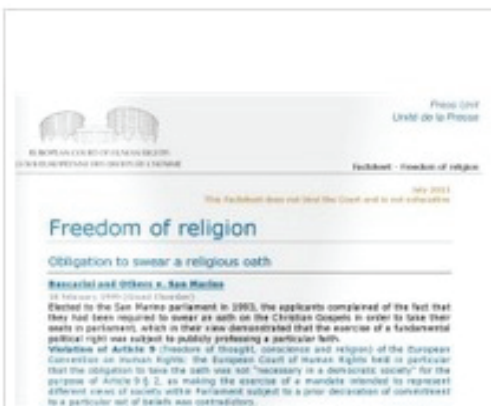 Press Unit
Unité de la Presse
EUROPEAN COURT OF HUMAN RIGHTS
COUR EUROPÉENNE DES DROITS DE L'HOMME
Factsheet – Freedom of religion
July 2011
This Factsheet does not bind the Court and is not exhaustive
Freedom of religion
Obligation to swear a religious oath
Buscarini and Others v. San Marino
18 February 1999 (Grand Chamber)
Elected to the San Marino parliament in 1993, the applicants complained of the fact that
they had been required to swear an oath on the Christian Gospels in order to take their
seats in parliament, which in their view demonstrated that the exercise of a fundamental
political right was subject to publicly professing a particular faith.
Violation of Article 9 (freedom of thought, conscience and religion) of the European
Convention on Human Rights: the European Court of Human Rights held in particular
that the obligation to take the oath was not "necessary in a democratic society" for the
purpose of Article 9 § 2, as making the exercise of a mandate intended to represent
different views of society within Parliament subject to a prior declaration of commitment
to a particular set of beliefs was contradictory.